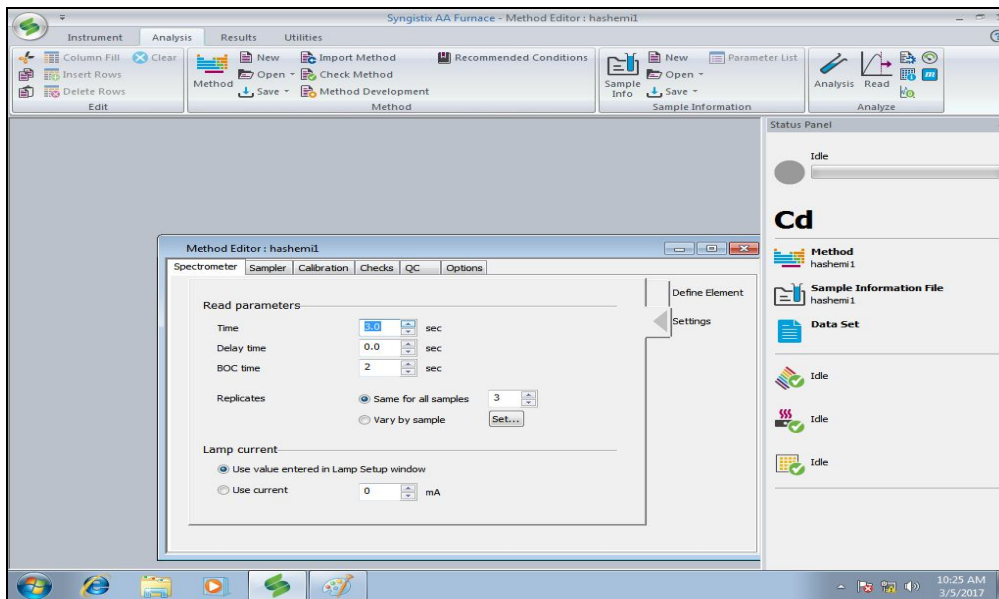 Syngistix AA Furnace - Method Editor : hashemi1
Instrument Analysis Results Utilities
Column Fill Clear
Insert Rows
Delete Rows
Edit
Method
New Import Method Recommended Conditions
Open Check Method
Save Method Development
Method
Sample Info
New Parameter List
Open
Save
Sample Information
Analysis Read
m
Analyze
Status Panel
Idle
Cd
Method
hashemi1
Sample Information File
hashemi1
Data Set
Idle
Idle
Idle
Method Editor : hashemi1
Spectrometer Sampler Calibration Checks QC Options
Define Element
Settings
Read parameters
Time 3.0 sec
Delay time 0.0 sec
BOC time 2 sec
Replicates Same for all samples 3
Vary by sample Set...
Lamp current
Use value entered in Lamp Setup window
Use current 0 mA
10:25 AM
3/5/2017